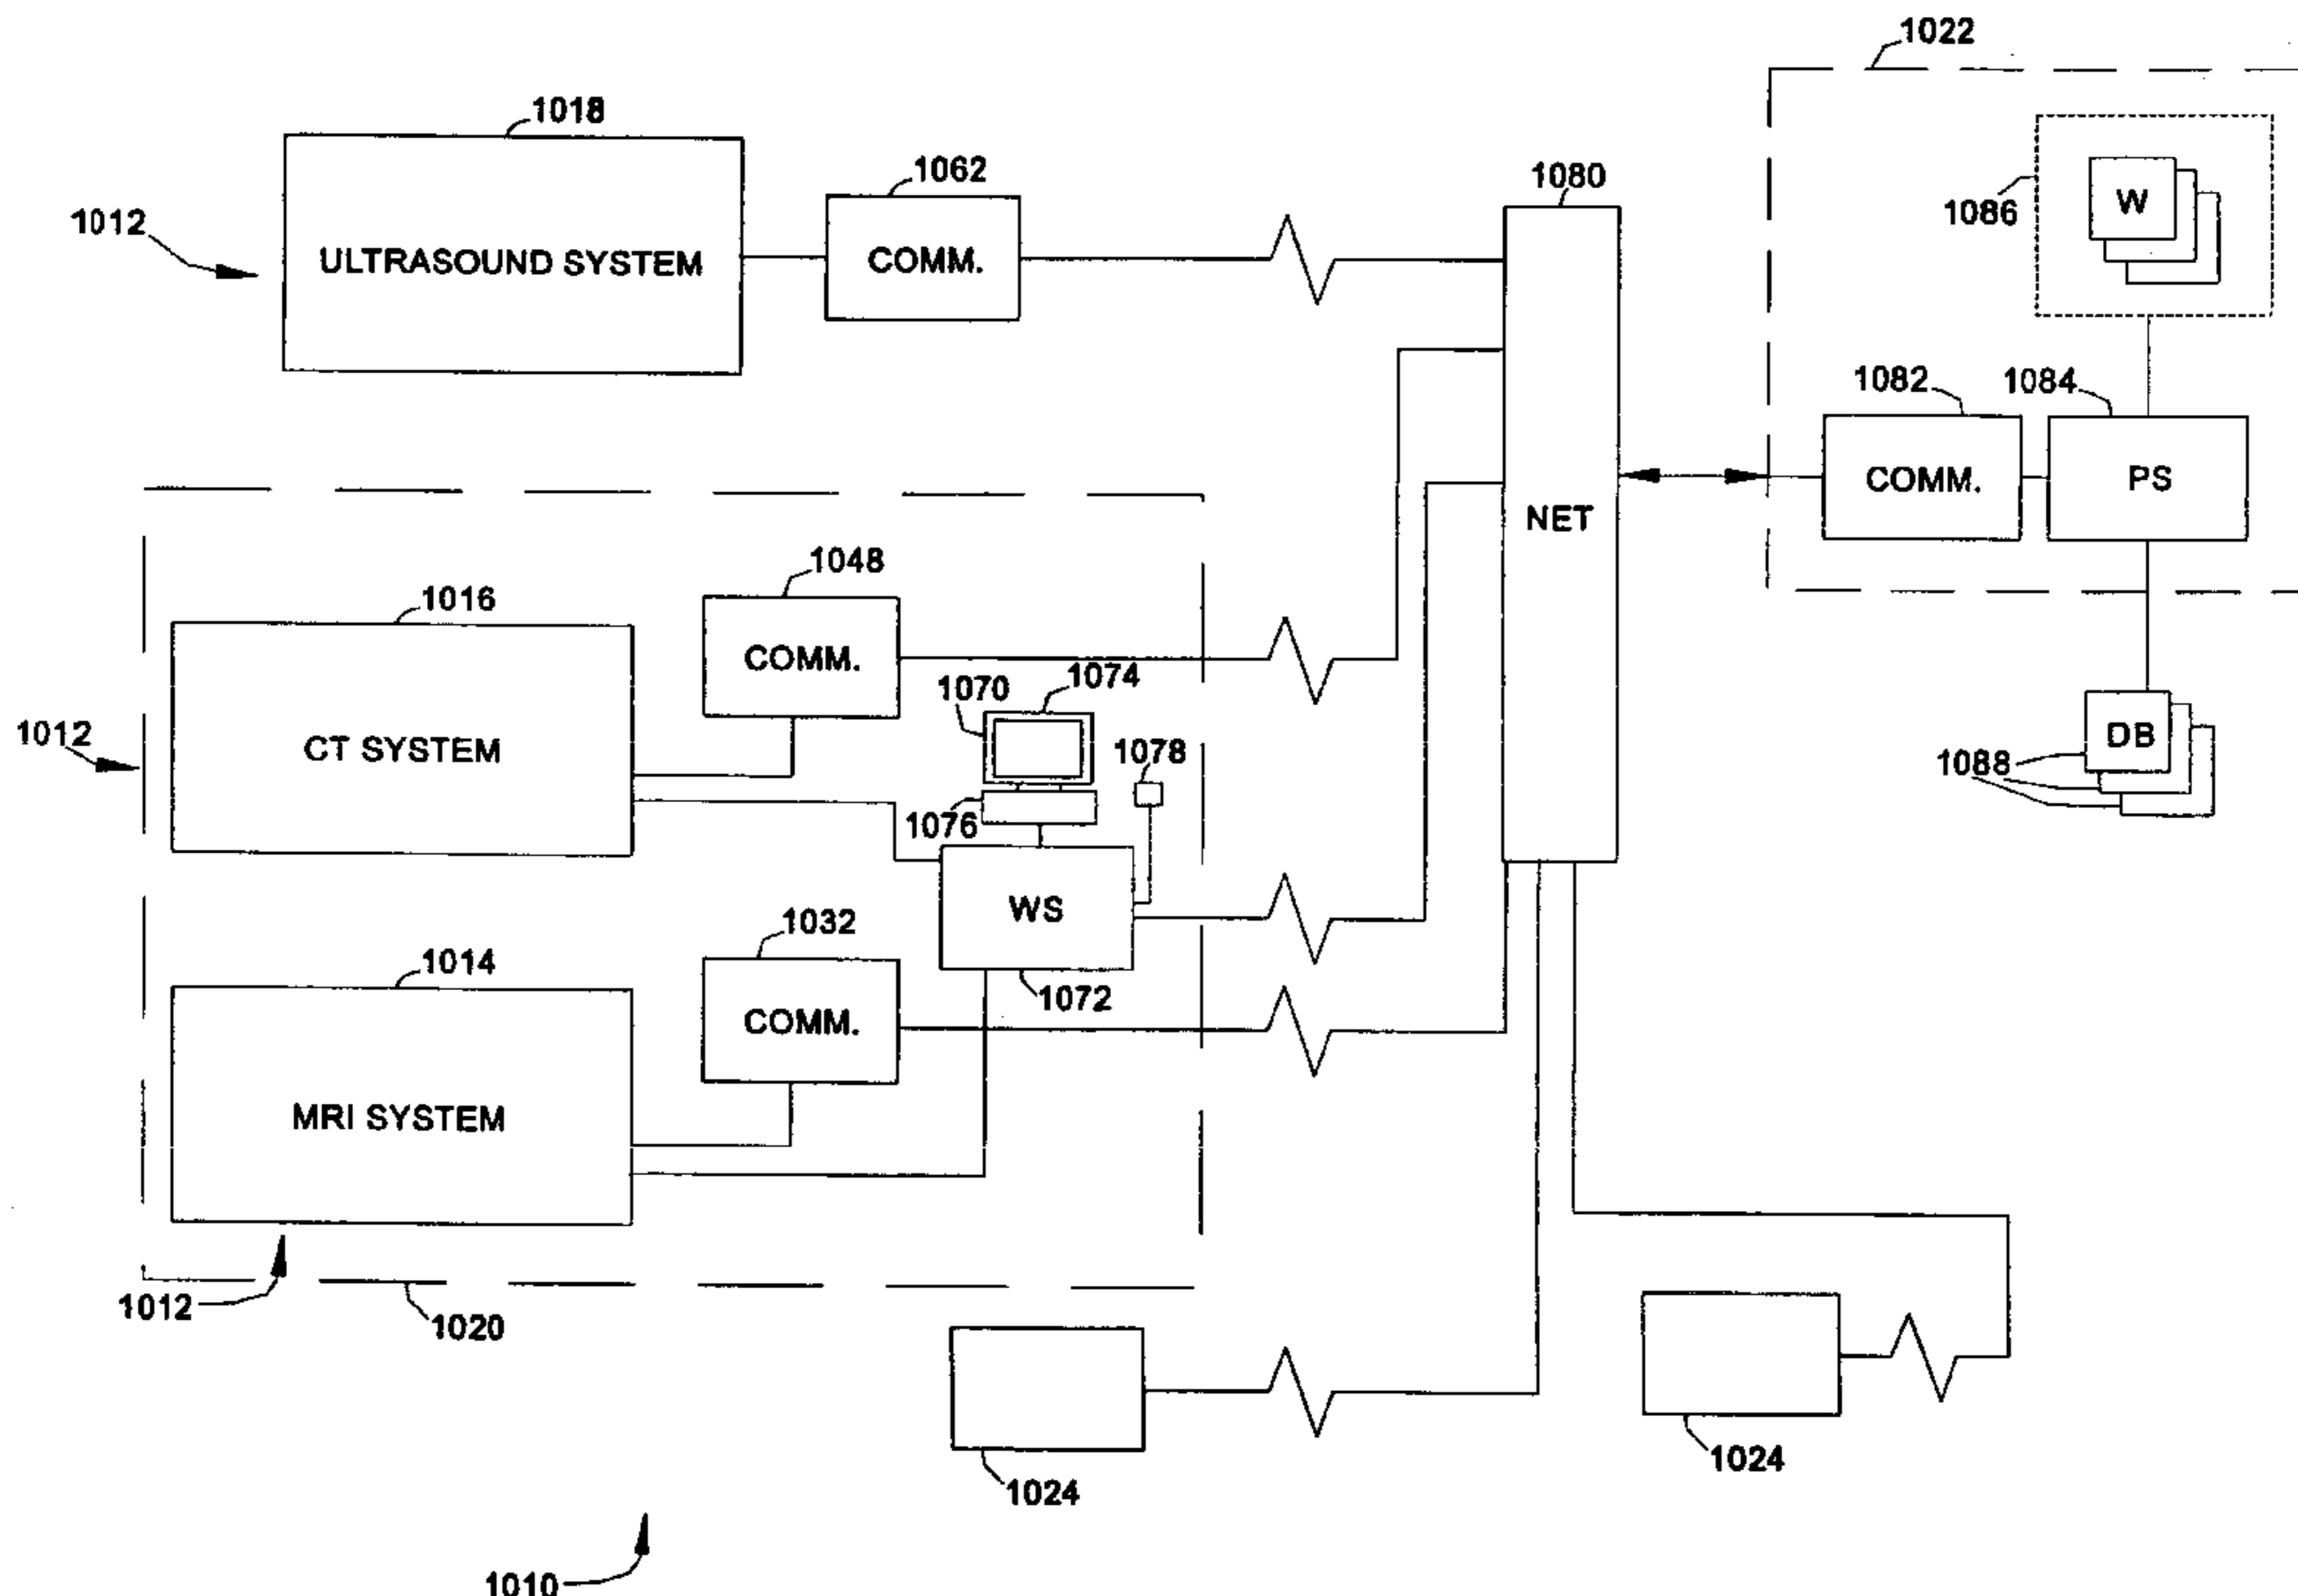 1022
1018
1062
1080
1012
ULTRASOUND SYSTEM
COMM.
W
1086
1082
1084
COMM.
PS
NET
1048
1016
COMM.
1070
1074
1012
CT SYSTEM
1078
DB
1088
1076
WS
1032
1014
1072
COMM.
MRI SYSTEM
1012
1020
1024
1024
1010